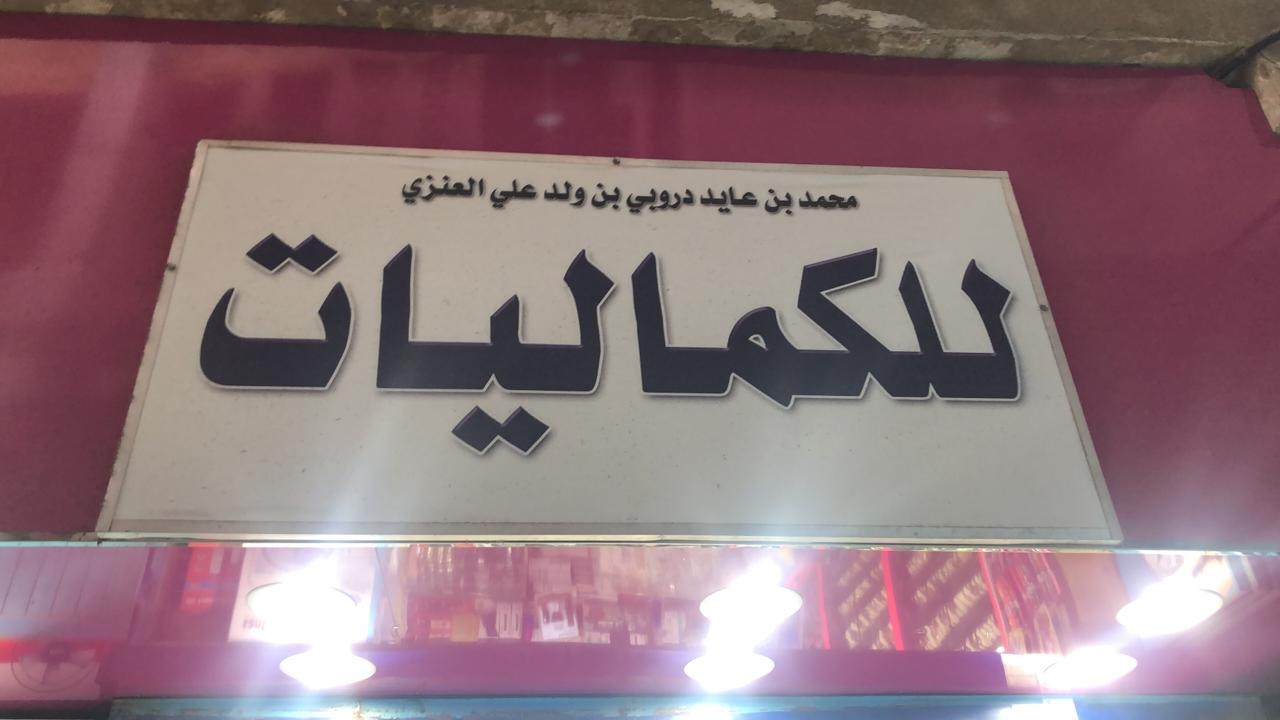 محمد بن عايد دروبي بن ولد علي العنزي
للكماليات